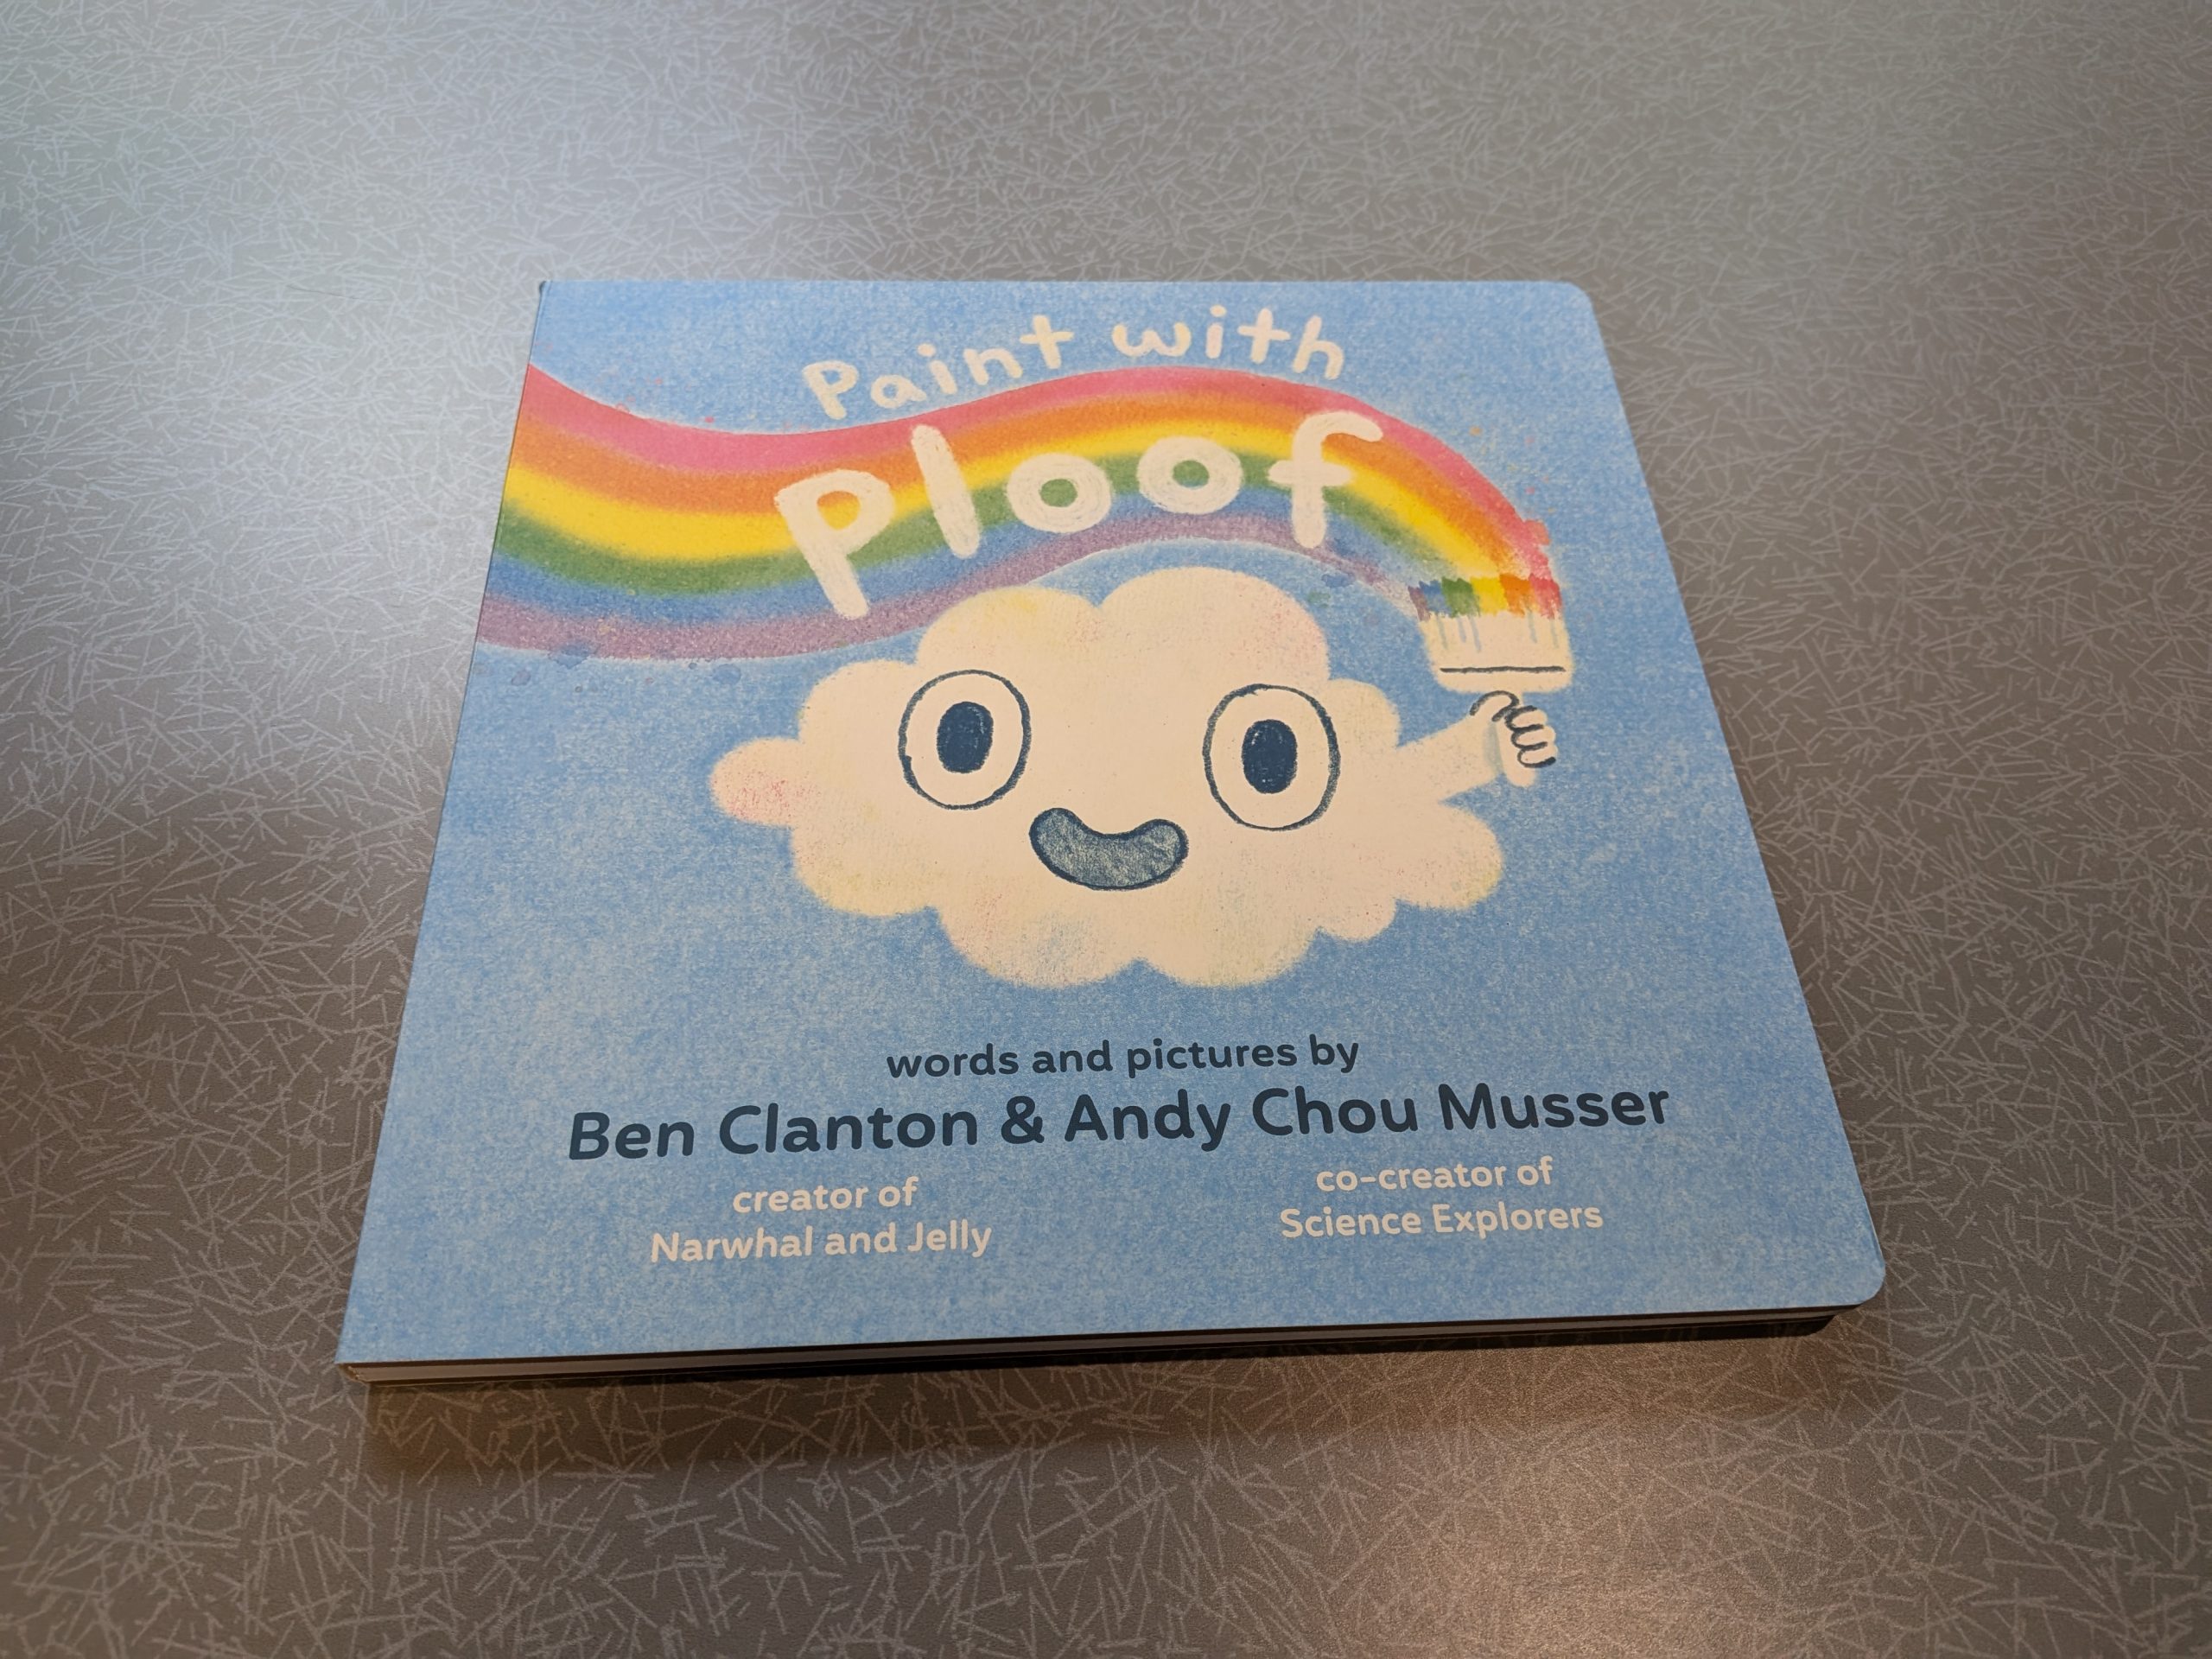 Paint with
Ploof
words and pictures by
Ben Clanton & Andy Chou Musser
creator of
Narwhal and Jelly
co-creator of
Science Explorers